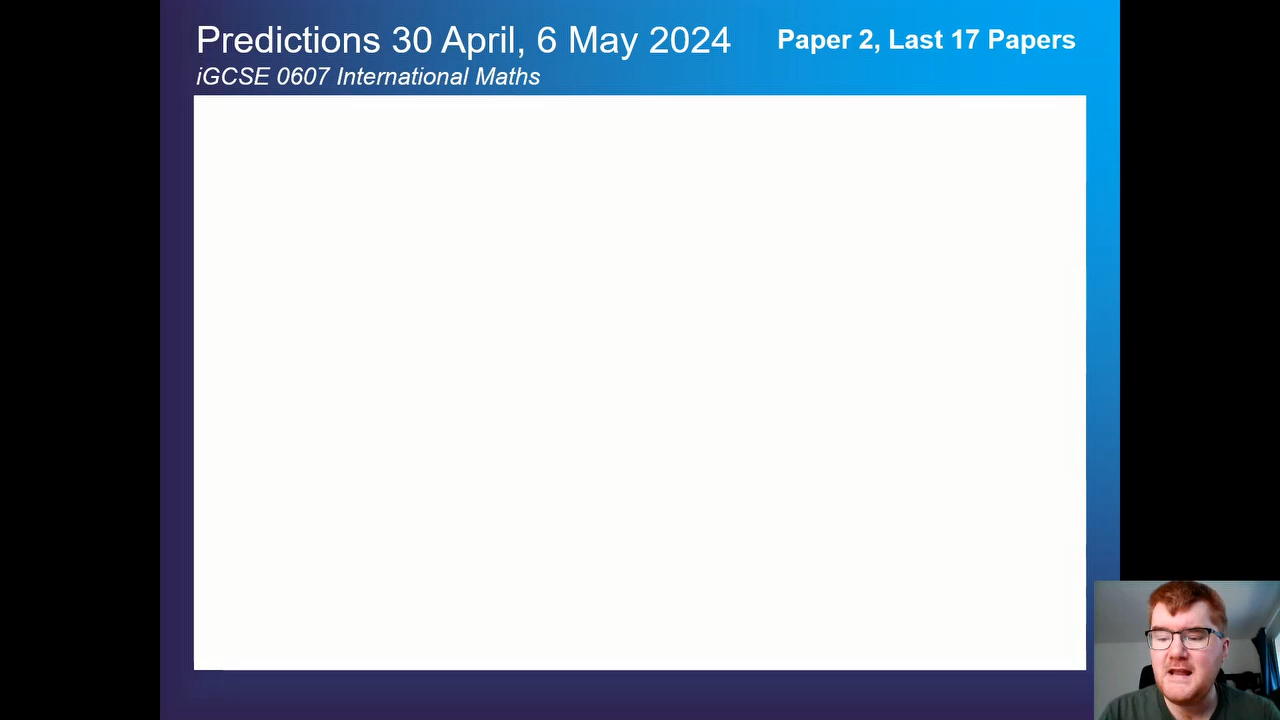 Predictions 30 April, 6 May 2024
Paper 2, Last 17 Papers
iGCSE 0607 International Maths